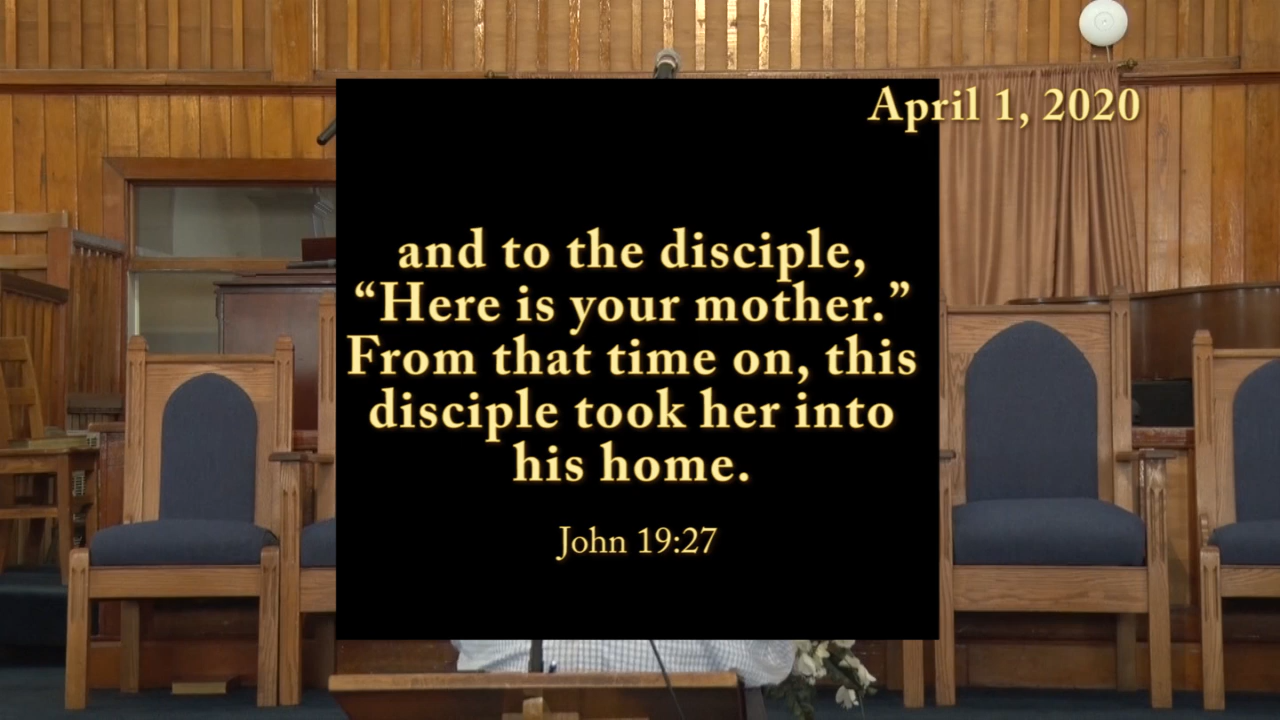 April 1, 2020
and to the disciple,
“Here is your mother.”
From that time on, this
disciple took her into
his home.
John 19:27